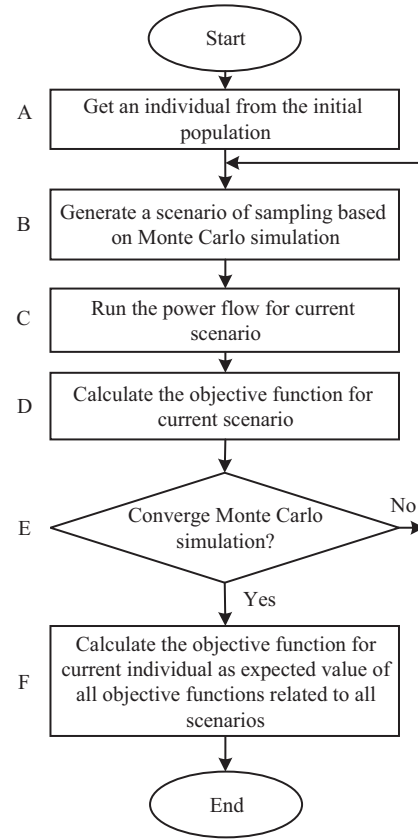 Start
A
Get an individual from the initial
population
B
Generate a scenario of sampling based
on Monte Carlo simulation
C
Run the power flow for current
scenario
D
Calculate the objective function for
current scenario
E
Converge Monte Carlo
simulation?
No
Yes
F
Calculate the objective function for
current individual as expected value of
all objective functions related to all
scenarios
End